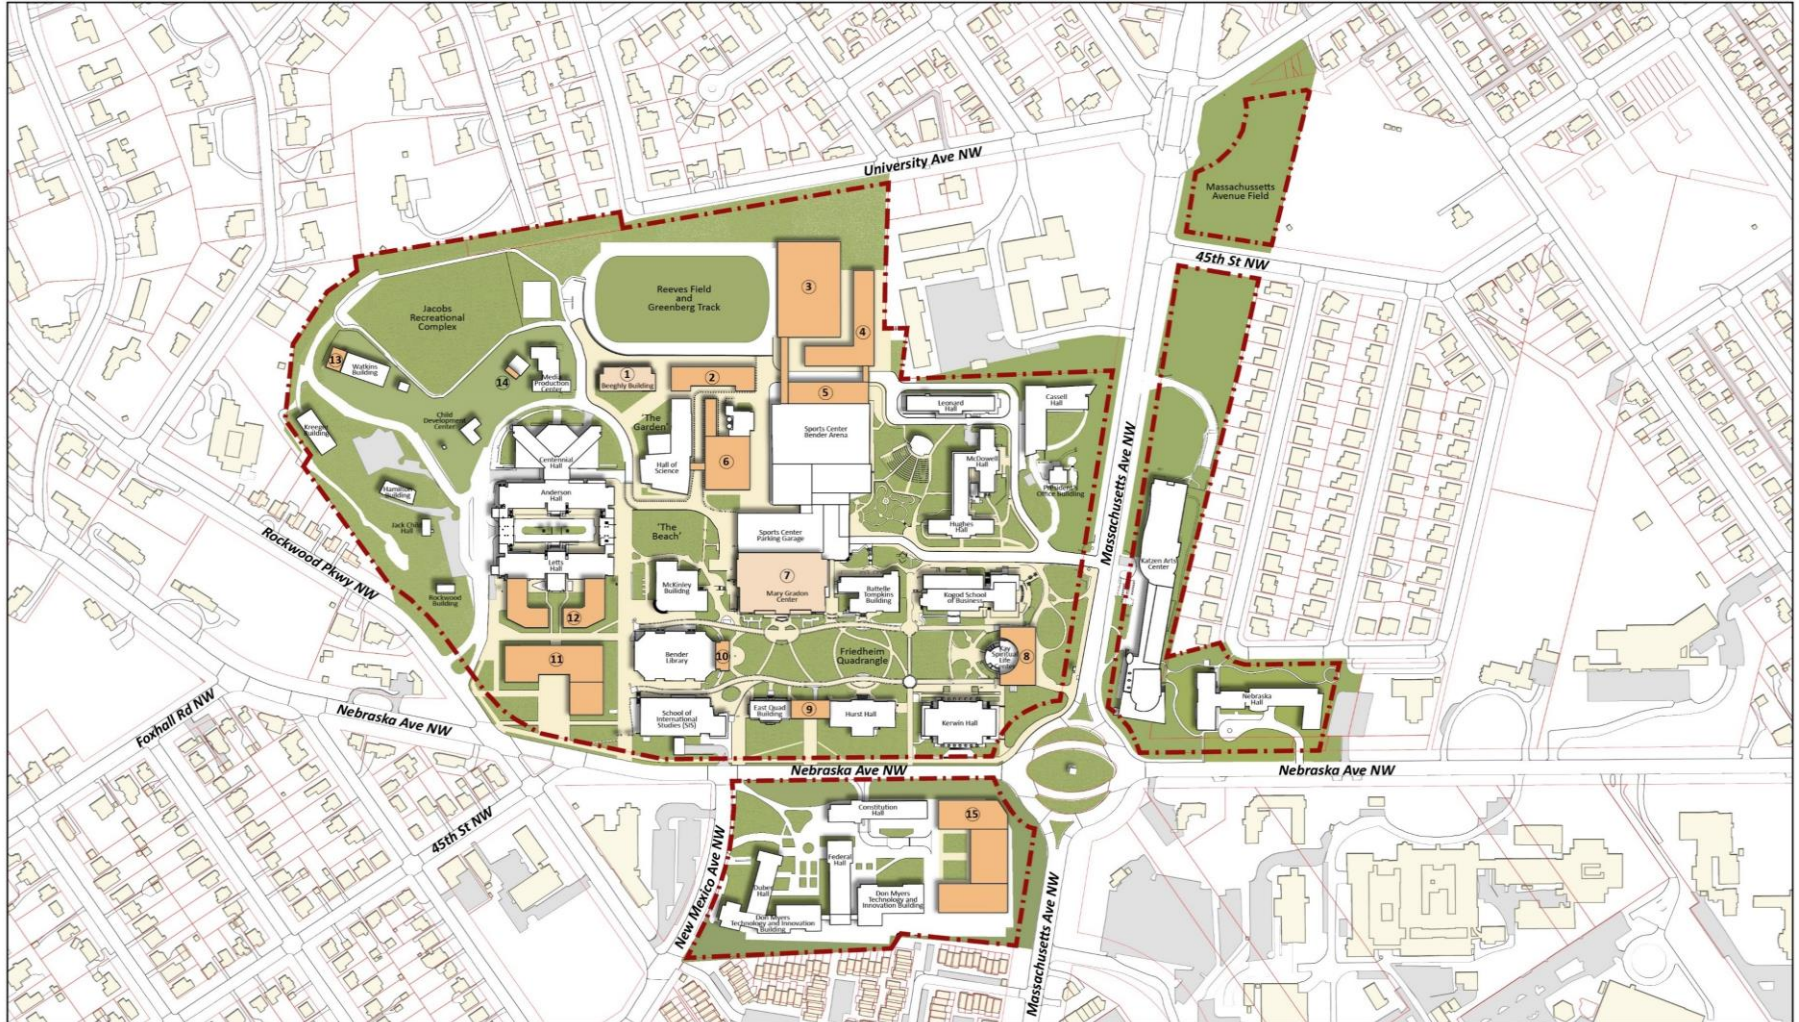 University Ave NW
Massachussetts
Avenue Field
45th St NW
Reeves Field
and
Greenberg Track
3
4
Jacobs
Recreational
Complex
13
Watkins
Building
14
Media
Production
Center
1
Beeghly Building
2
5
Leonard
Hall
Cassell
Hall
Kreeger
Building
Child
Development
Center
'The
Garden'
Sports Center
Bender Arena
Centennial
Hall
Hall of
Science
6
McDowell
Hall
President's
Office Building
Massachusetts Ave NW
Hamilton
Building
Anderson
Hall
Jack Child
Hall
'The
Beach'
Sports Center
Parking Garage
Hughes
Hall
Rockwood Pkwy NW
Letts
Hall
Katzen Arts
Center
Rockwood
Building
McKinley
Building
7
Mary Gradon
Center
Battelle
Tompkins
Building
Kogod School
of Business
12
11
Bender
Library
10
Friedheim
Quadrangle
Kay
Spiritual
Life
Center
8
Foxhall Rd NW
Nebraska Ave NW
School of
International
Studies (SIS)
East Quad
Building
9
Hurst Hall
Kerwin Hall
Nebraska
Hall
Nebraska Ave NW
Nebraska Ave NW
45th St NW
New Mexico Ave NW
Constitution
Hall
15
Federal
Hall
Duber
Hall
Don Myers
Technology and
Innovation Building
Don Myers
Technology and Innovation
Building
Massachusetts Ave NW